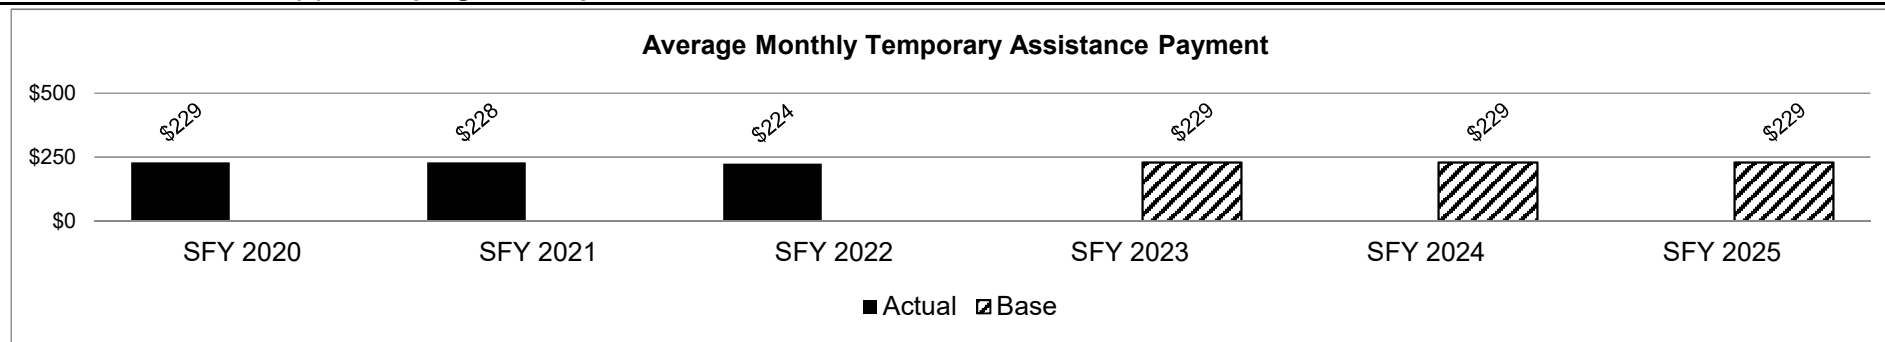 Average Monthly Temporary Assistance Payment
$500
$229 $228 $224 $229 $229 $229
$250
$0
SFY 2020 SFY 2021 SFY 2022 SFY 2023 SFY 2024 SFY 2025
Actual Base